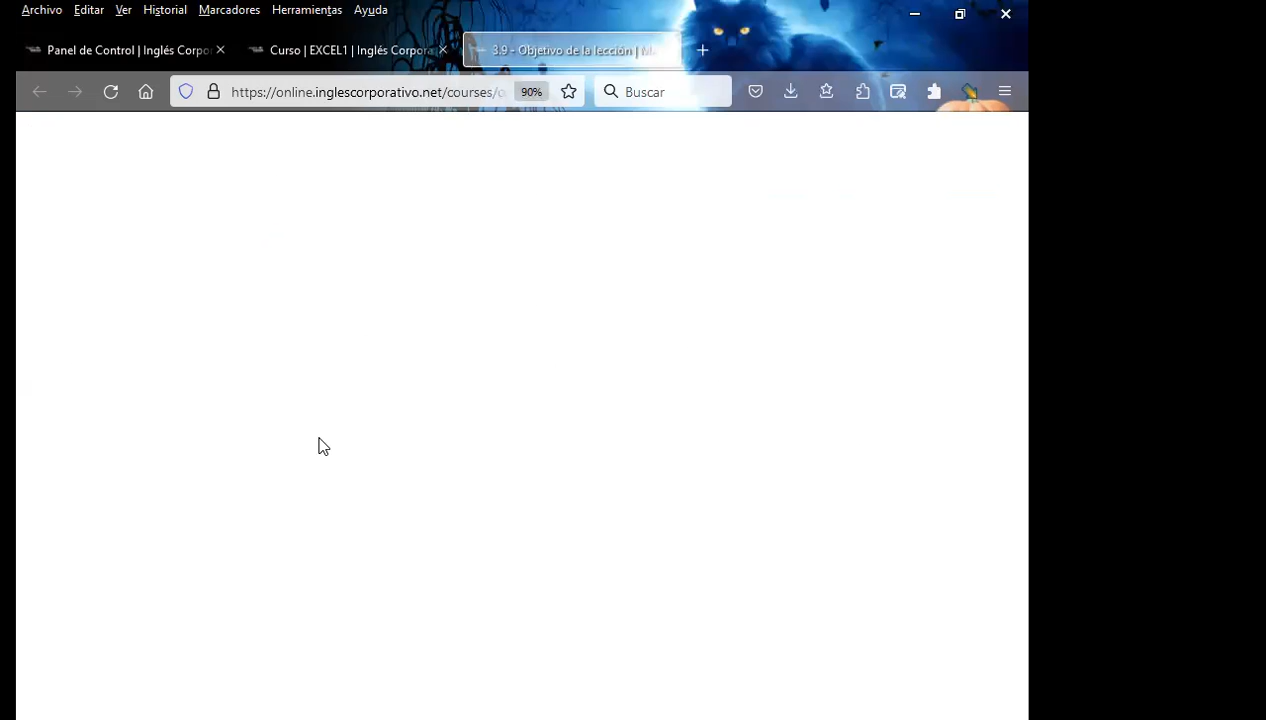 Archivo Editar Ver Historial Marcadores Herramientas Ayuda
Panel de Control | Inglés Corpor Curso | EXCEL1 | Inglés Corpora 3.9 - Objetivo de la lección | M
https://online.inglescorporativo.net/courses/ 90% Buscar